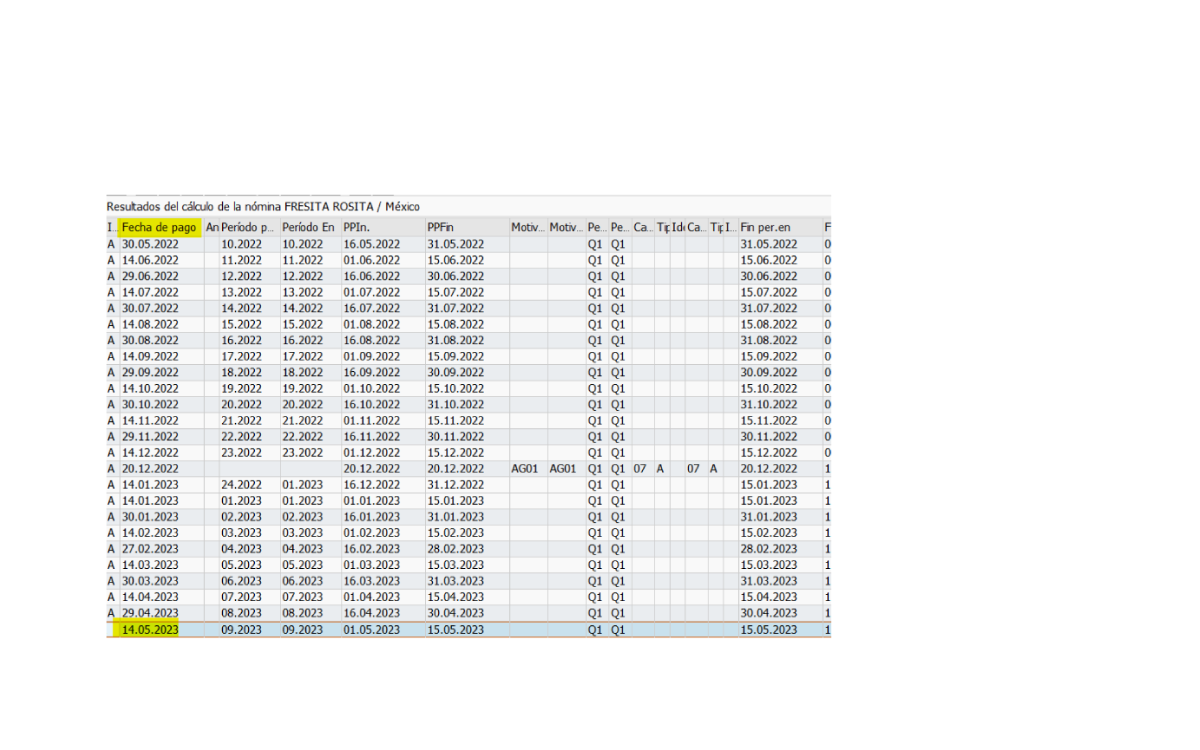 Resultados del cálculo de la nómina FRESITA ROSITA / México
I.. Fecha de pago An Período p... Período En PPIn. PPFin Motiv... Motiv... Pe... Pe... Ca... Tip Ide Ca... Tip I... Fin per.en F
A 30.05.2022 10.2022 10.2022 16.05.2022 31.05.2022 Q1 Q1 31.05.2022 0
A 14.06.2022 11.2022 11.2022 01.06.2022 15.06.2022 Q1 Q1 15.06.2022 0
A 29.06.2022 12.2022 12.2022 16.06.2022 30.06.2022 Q1 Q1 30.06.2022 0
A 14.07.2022 13.2022 13.2022 01.07.2022 15.07.2022 Q1 Q1 15.07.2022 0
A 30.07.2022 14.2022 14.2022 16.07.2022 31.07.2022 Q1 Q1 31.07.2022 0
A 14.08.2022 15.2022 15.2022 01.08.2022 15.08.2022 Q1 Q1 15.08.2022 0
A 30.08.2022 16.2022 16.2022 16.08.2022 31.08.2022 Q1 Q1 31.08.2022 0
A 14.09.2022 17.2022 17.2022 01.09.2022 15.09.2022 Q1 Q1 15.09.2022 0
A 29.09.2022 18.2022 18.2022 16.09.2022 30.09.2022 Q1 Q1 30.09.2022 0
A 14.10.2022 19.2022 19.2022 01.10.2022 15.10.2022 Q1 Q1 15.10.2022 0
A 30.10.2022 20.2022 20.2022 16.10.2022 31.10.2022 Q1 Q1 31.10.2022 0
A 14.11.2022 21.2022 21.2022 01.11.2022 15.11.2022 Q1 Q1 15.11.2022 0
A 29.11.2022 22.2022 22.2022 16.11.2022 30.11.2022 Q1 Q1 30.11.2022 0
A 14.12.2022 23.2022 23.2022 01.12.2022 15.12.2022 Q1 Q1 15.12.2022 0
A 20.12.2022 20.12.2022 20.12.2022 AG01 AG01 Q1 Q1 07 A 07 A 20.12.2022 1
A 14.01.2023 24.2022 01.2023 16.12.2022 31.12.2022 Q1 Q1 15.01.2023 1
A 14.01.2023 01.2023 01.2023 01.01.2023 15.01.2023 Q1 Q1 15.01.2023 1
A 30.01.2023 02.2023 02.2023 16.01.2023 31.01.2023 Q1 Q1 31.01.2023 1
A 14.02.2023 03.2023 03.2023 01.02.2023 15.02.2023 Q1 Q1 15.02.2023 1
A 27.02.2023 04.2023 04.2023 16.02.2023 28.02.2023 Q1 Q1 28.02.2023 1
A 14.03.2023 05.2023 05.2023 01.03.2023 15.03.2023 Q1 Q1 15.03.2023 1
A 30.03.2023 06.2023 06.2023 16.03.2023 31.03.2023 Q1 Q1 31.03.2023 1
A 14.04.2023 07.2023 07.2023 01.04.2023 15.04.2023 Q1 Q1 15.04.2023 1
A 29.04.2023 08.2023 08.2023 16.04.2023 30.04.2023 Q1 Q1 30.04.2023 1
14.05.2023 09.2023 09.2023 01.05.2023 15.05.2023 Q1 Q1 15.05.2023 1